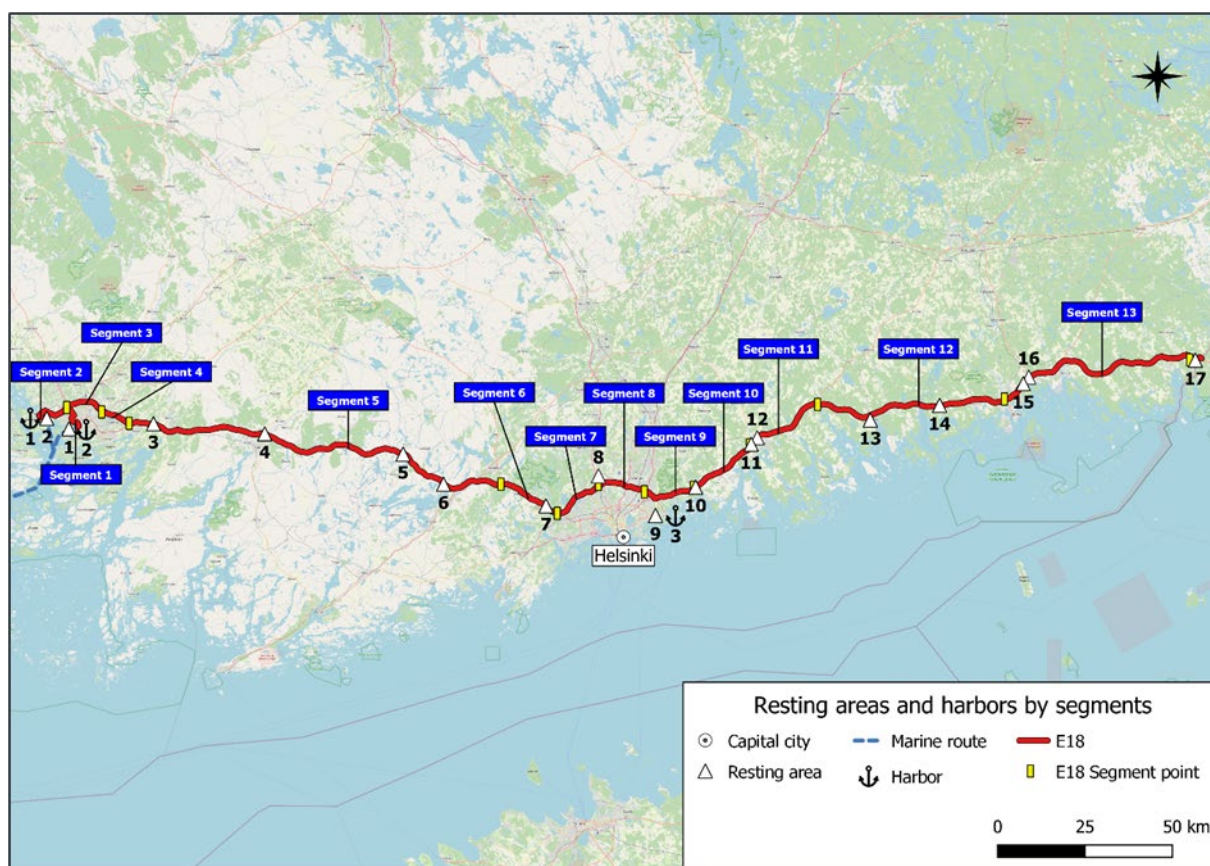 Segment 13
Segment 3
Segment 11
Segment 12
16
Segment 2
Segment 4
17
Segment 5
Segment 6
Segment 8
Segment 10
15
12
1
2
1
2
3
4
Segment 7
Segment 9
13
14
Segment 1
5
8
11
6
7
9
3
10
Helsinki
Resting areas and harbors by segments
Capital city
Marine route
E18
Resting area
Harbor
E18 Segment point
0 25 50 km